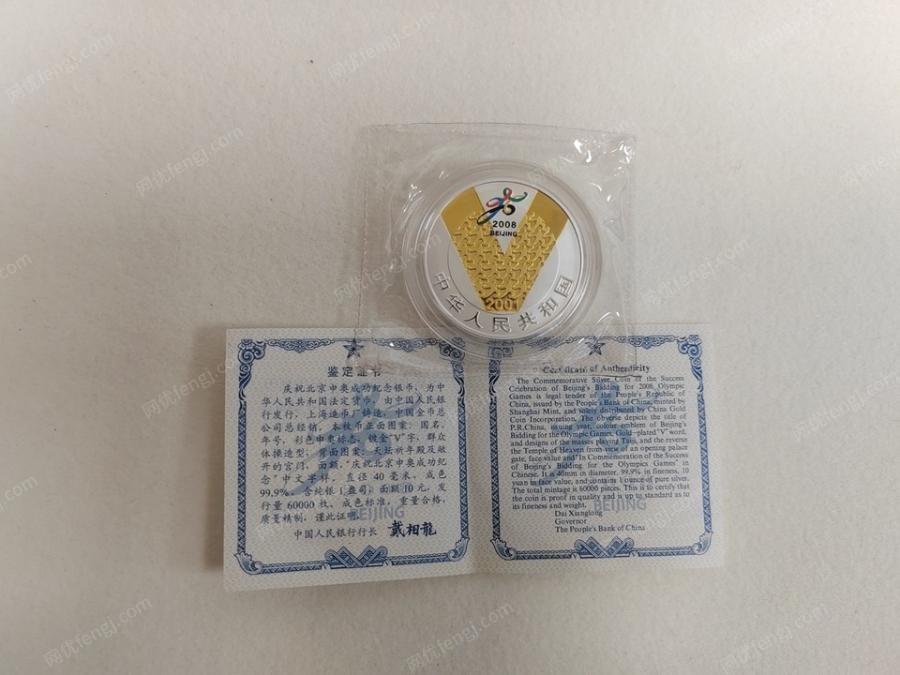 2008
BEIJING
2001
中华人民共和国
鉴定证书
庆祝北京申奥成功纪念银币，为中
华人民共和国法定货币，由中国人民银
行发行，上海造币厂铸造，中国金币总
公司总经销。本枚币正面图案：国名、
年号，彩色申奥标志，镀金"V"字，群众
体操造型；背面图案：天坛祈年殿及敞
开的宫门，面额，"庆祝北京申奥成功纪
念"中文字样，直径40毫米，成色
99.9%，含纯银1盎司；面额10元，发
行量60000枚，成色标准，重量合格，
质量精制，谨此证明。
中国人民银行行长 戴相龍
BEIJING
Certificate of Authenticity
The Commemorative Silver Coin of the Success
Celebration of Beijing's Bidding for 2008 Olympic
Games is legal tender of the People's Republic of
China, issued by the People's Bank of China, minted by
Shanghai Mint, and solely distributed by China Gold
Coin Incorporation. The obverse depicts the title of
P.R.China, issuing year, colour emblem of Beijing's
Bidding for the Olympic Games, Gold-plated "V" word,
and designs of the masses playing Taiji, and the reverse
the Temple of Heaven from view of an opening palace
gate, face value and "In Commemoration of the Success
of Beijing's Bidding for the Olympics Games" in
Chinese. It is 40mm in diameter, 99.9% in fineness, 10
yuan in face value, and contains 1 ounce of pure silver.
The total mintage is 60000 pieces. This is to certify that
the coin is proof in quality and is up to standard as to
its fineness and weight.
Dai Xianglong
Governor
The People's Bank of China
BEIJING
网优fengj.com